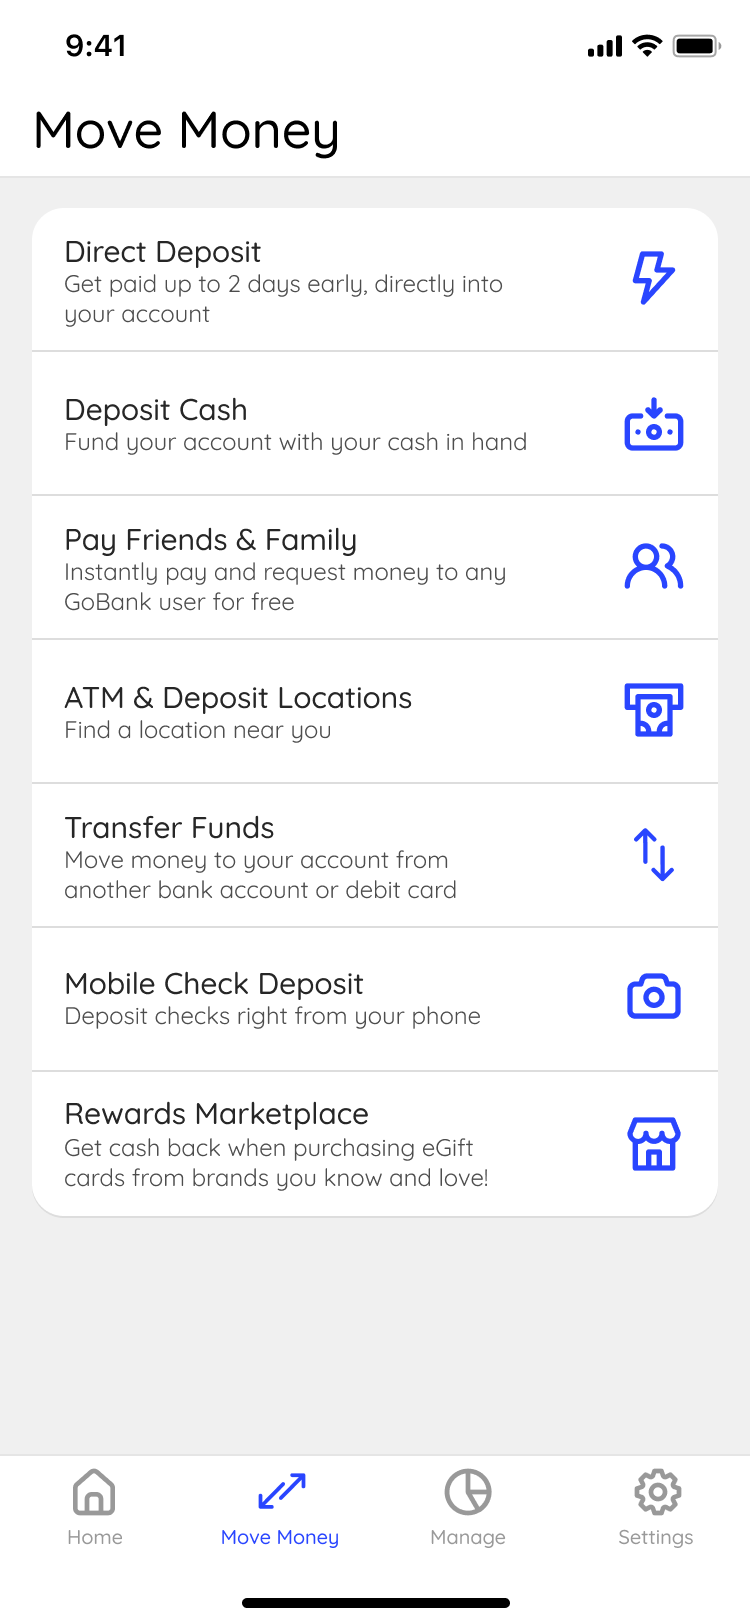 9:41
Move Money
Direct Deposit
Get paid up to 2 days early, directly into
your account
Deposit Cash
Fund your account with your cash in hand
Pay Friends & Family
Instantly pay and request money to any
GoBank user for free
ATM & Deposit Locations
Find a location near you
Transfer Funds
Move money to your account from
another bank account or debit card
Mobile Check Deposit
Deposit checks right from your phone
Rewards Marketplace
Get cash back when purchasing eGift
cards from brands you know and love!
Home
Move Money
Manage
Settings